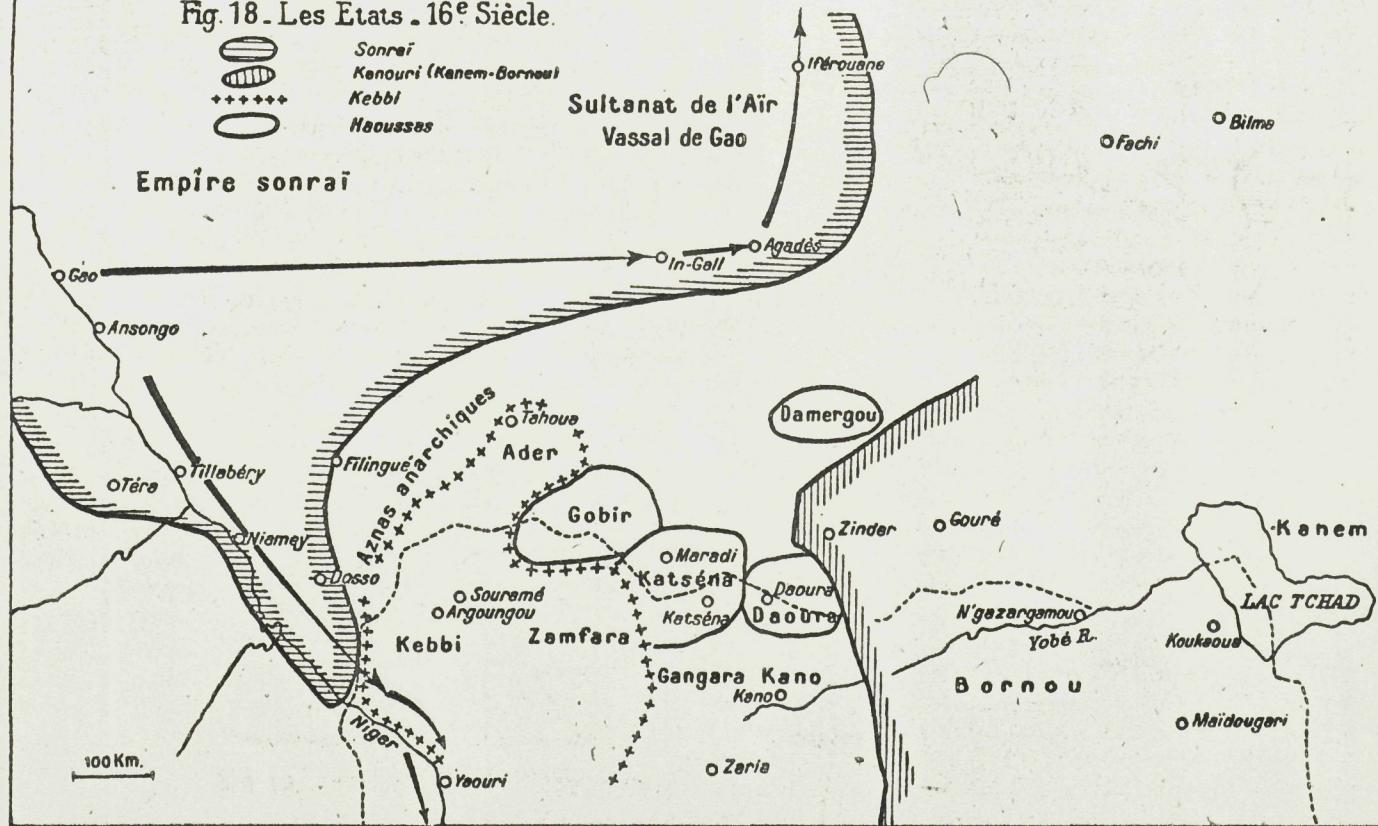 Fig. 18 - Les Etats - 16e Siècle.
Sonraï
Kanouri (Kanem-Bornou)
Kebbi
Haoussas
Iférouane
Sultanat de l'Aïr
Vassal de Gao
Bilma
Fachi
Empire sonraï
Agadès
In-Gall
Gao
Ansongo
Aznas anarchiques
Tahoua
Ader
Damergou
Filingué
Tillabéry
Téra
Gobir
Zinder
Gouré
Kanem
Niamey
Maradi
Katséna
Dosso
Souramé
Argoungou
Katséna
Daoura
Daoura
N'gazargamou
LAC TCHAD
Kebbi
Zamfara
Yobé R.
Koukaoua
Gangara
Kano
Kano
Bornou
Maïdougari
Niger
100 Km.
Yaouri
Zaria